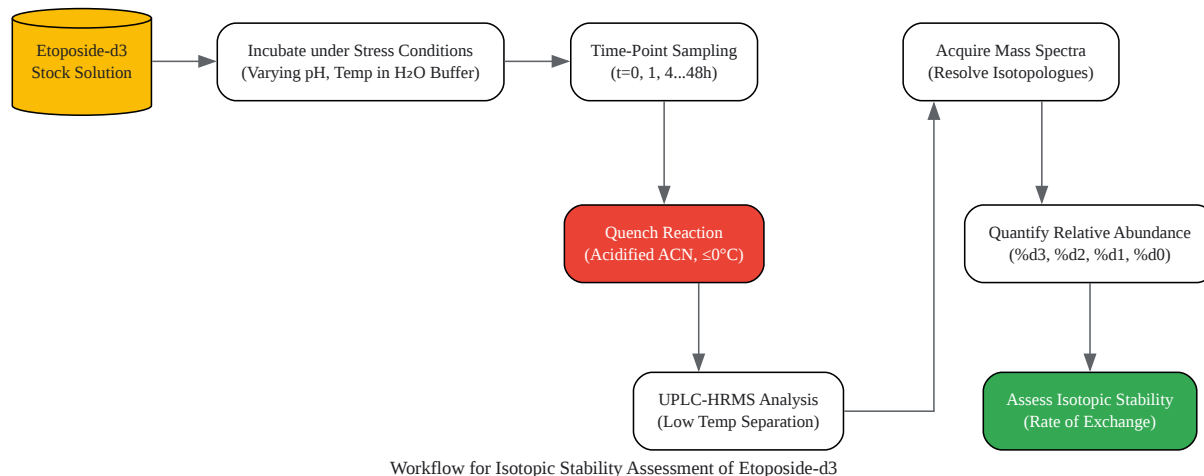 Etoposide-d3
Stock Solution
Incubate under Stress Conditions
(Varying pH, Temp in H₂O Buffer)
Time-Point Sampling
(t=0, 1, 4...48h)
Quench Reaction
(Acidified ACN, ≤0°C)
UPLC-HRMS Analysis
(Low Temp Separation)
Acquire Mass Spectra
(Resolve Isotopologues)
Quantify Relative Abundance
(%d3, %d2, %d1, %d0)
Assess Isotopic Stability
(Rate of Exchange)
Workflow for Isotopic Stability Assessment of Etoposide-d3